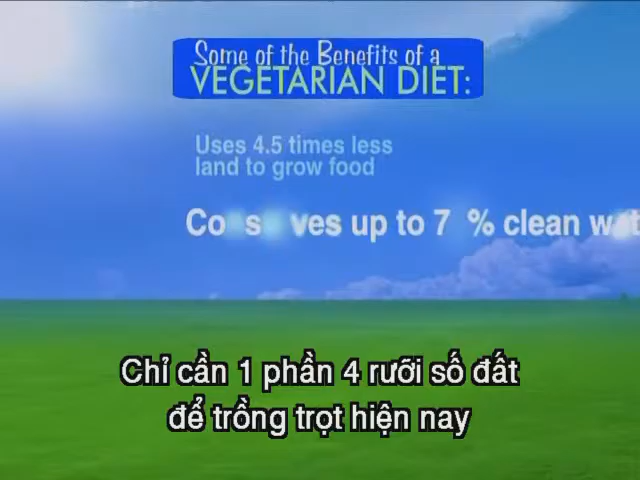 Some of the Benefits of a
VEGETARIAN DIET:
Uses 4.5 times less
land to grow food
up to % clean
Chỉ cần 1 phần 4 rưỡi số đất
để trồng trọt hiện nay